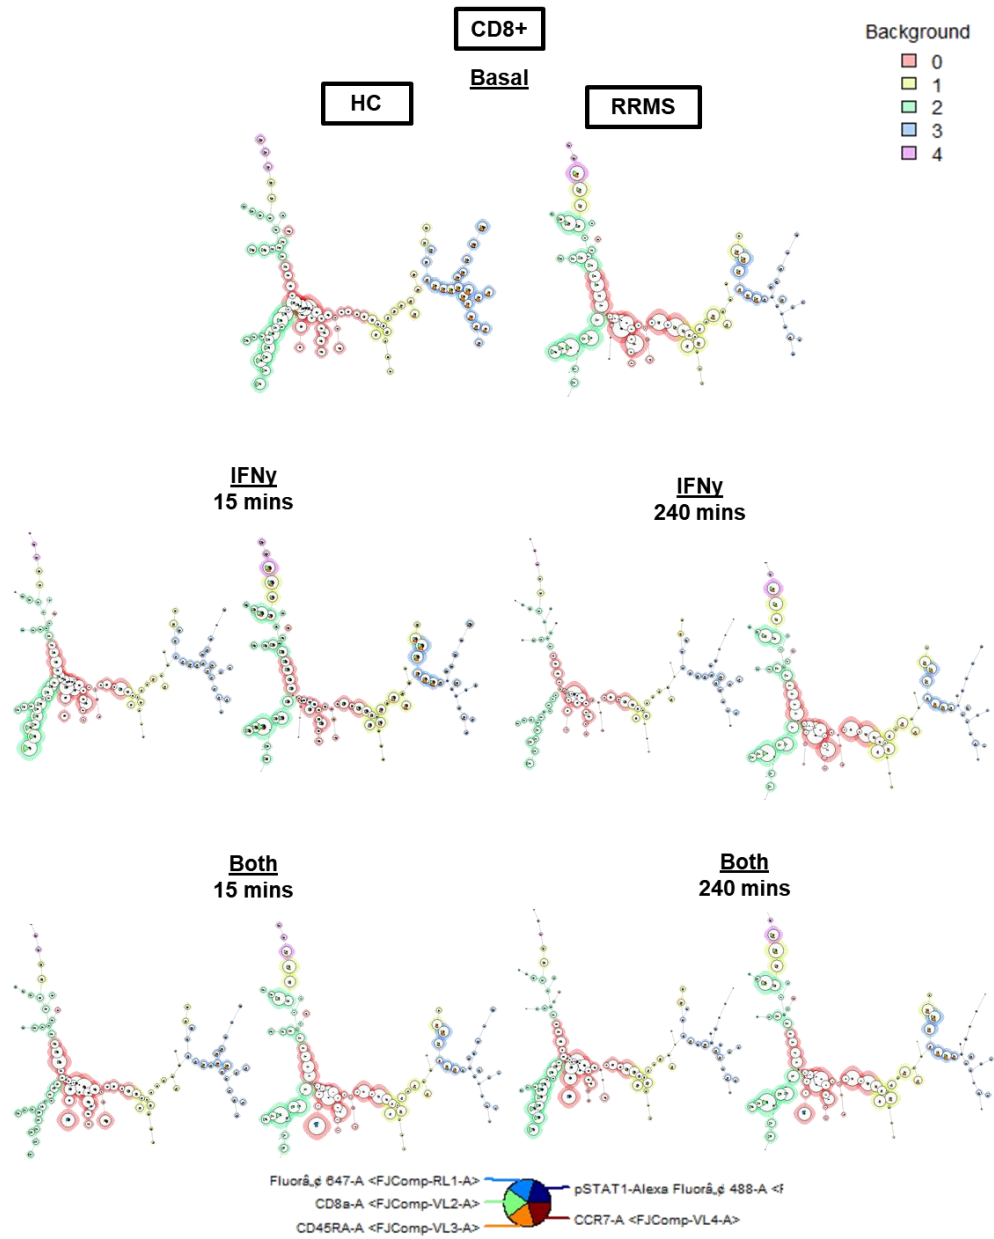 CD8+
Basal
HC
RRMS
Background
0
1
2
3
4
IFNγ
15 mins
IFNγ
240 mins
Both
15 mins
Both
240 mins
Fluorâ„¢ 647-A <FJComp-RL1-A>
CD8a-A <FJComp-VL2-A>
CD45RA-A <FJComp-VL3-A>
pSTAT1-Alexa Fluorâ„¢ 488-A <F
CCR7-A <FJComp-VL4-A>